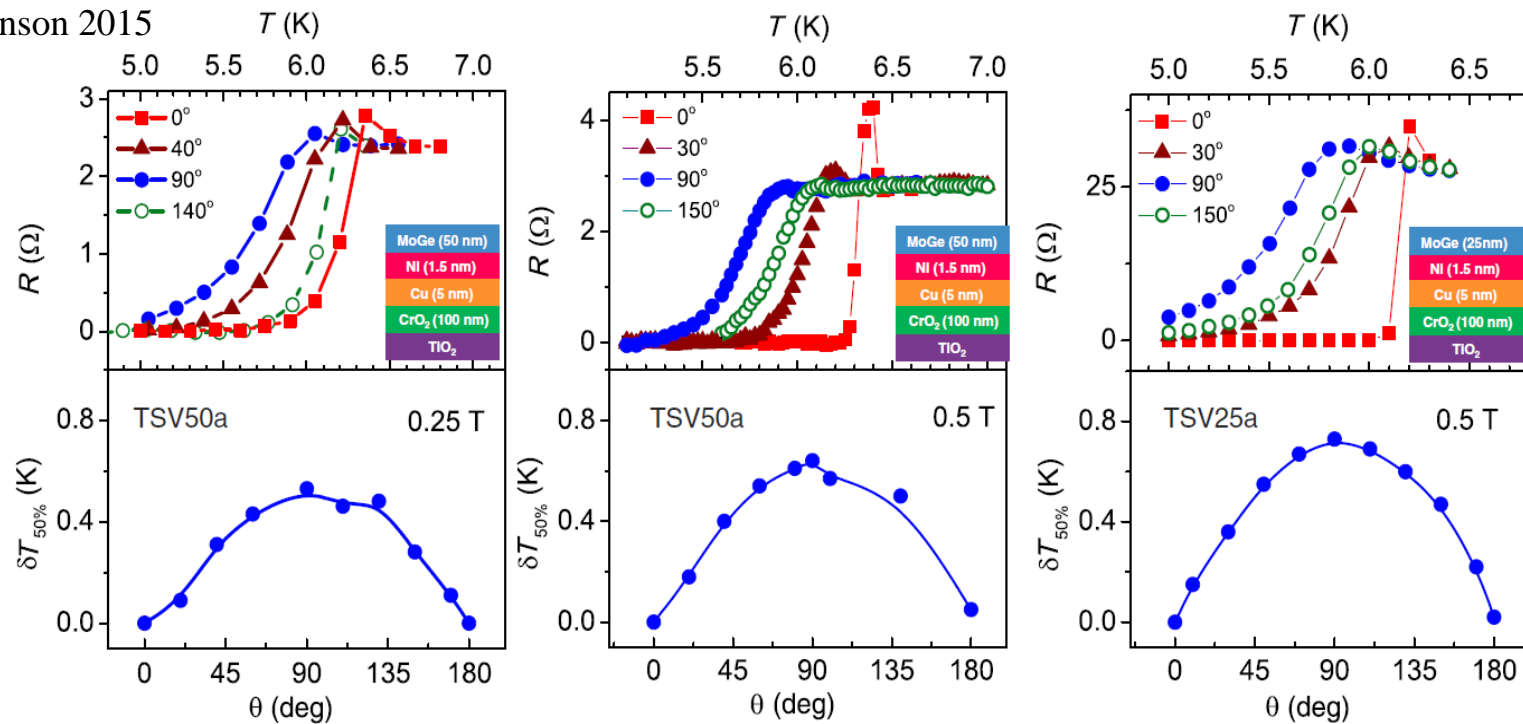 nson 2015
T (K)
5.0 5.5 6.0 6.5 7.0
3
2
1
0
R (Ω)
0°
40°
90°
140°
MoGe (50 nm)
NI (1.5 nm)
Cu (5 nm)
CrO₂ (100 nm)
TIO₂
T (K)
5.5 6.0 6.5 7.0
4
2
0
R (Ω)
0°
30°
90°
150°
MoGe (50 nm)
NI (1.5 nm)
Cu (5 nm)
CrO₂ (100 nm)
TIO₂
T (K)
5.0 5.5 6.0 6.5
25
0
R (Ω)
0°
30°
90°
150°
MoGe (25nm)
NI (1.5 nm)
Cu (5 nm)
CrO₂ (100 nm)
TIO₂
TSV50a 0.25 T
0.8
0.4
0.0
δT50% (K)
0 45 90 135 180
θ (deg)
TSV50a 0.5 T
0.8
0.4
0.0
δT50% (K)
0 45 90 135 180
θ (deg)
TSV25a 0.5 T
0.8
0.4
0.0
δT50% (K)
0 45 90 135 180
θ (deg)